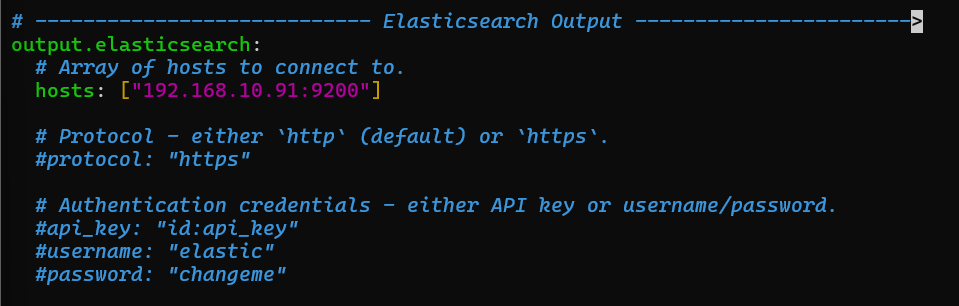 # ---------------------------- Elasticsearch Output ----------------------->
output.elasticsearch:
  # Array of hosts to connect to.
  hosts: ["192.168.10.91:9200"]

  # Protocol - either `http` (default) or `https`.
  #protocol: "https"

  # Authentication credentials - either API key or username/password.
  #api_key: "id:api_key"
  #username: "elastic"
  #password: "changeme"